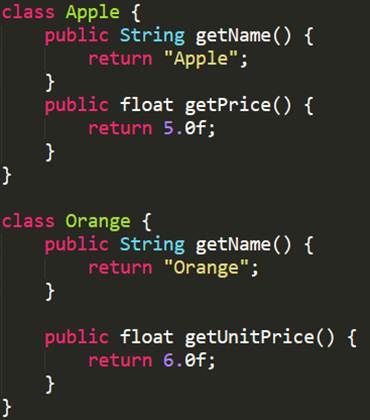 class Apple {
    public String getName() {
        return "Apple";
    }
    public float getPrice() {
        return 5.0f;
    }
}

class Orange {
    public String getName() {
        return "Orange";
    }

    public float getUnitPrice() {
        return 6.0f;
    }
}